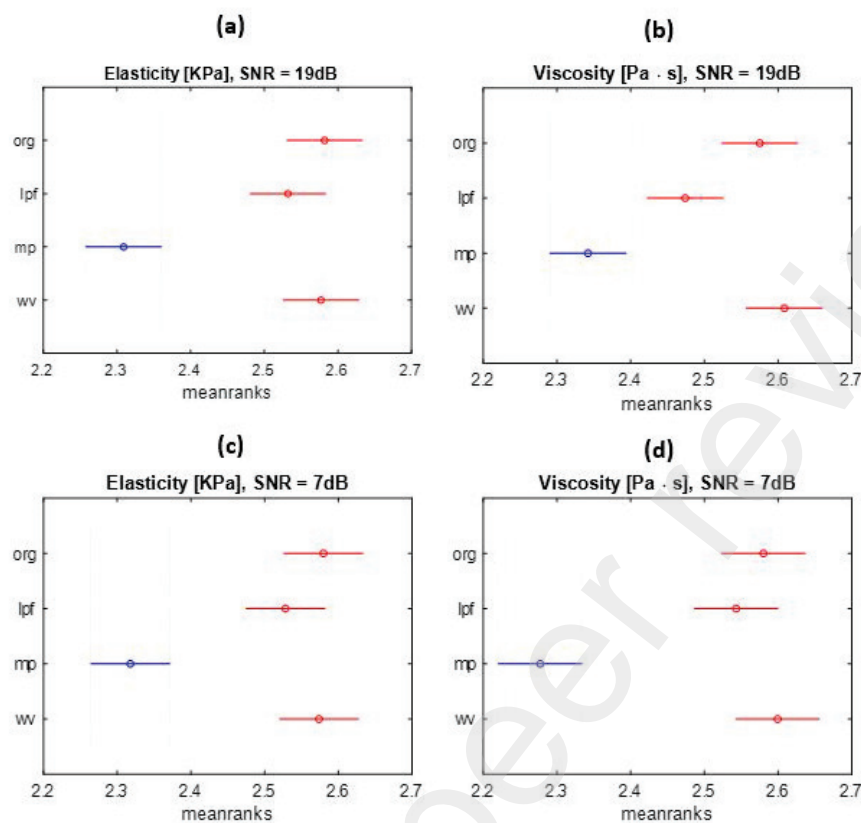 (a)
Elasticity [KPa], SNR = 19dB
org
lpf
mp
wv
2.2 2.3 2.4 2.5 2.6 2.7
meanranks
(b)
Viscosity [Pa · s], SNR = 19dB
org
lpf
mp
wv
2.2 2.3 2.4 2.5 2.6 2.7
meanranks
(c)
Elasticity [KPa], SNR = 7dB
org
lpf
mp
wv
2.2 2.3 2.4 2.5 2.6 2.7
meanranks
(d)
Viscosity [Pa · s], SNR = 7dB
org
lpf
mp
wv
2.2 2.3 2.4 2.5 2.6 2.7
meanranks
peer